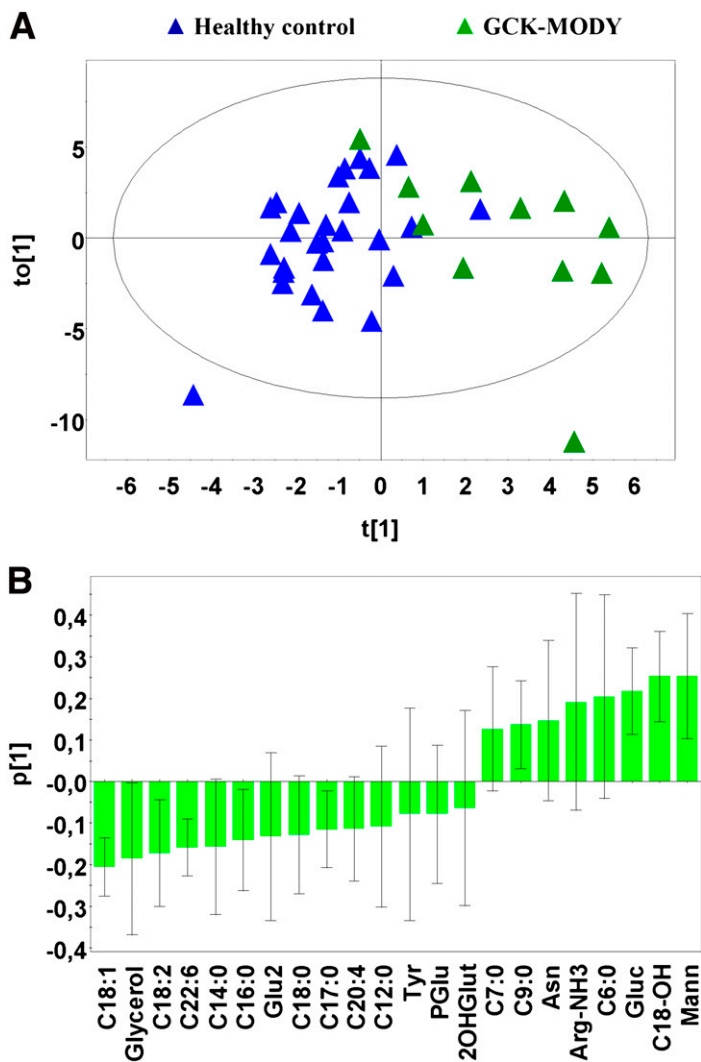 A
Healthy control
GCK-MODY
to[1]
5
0
-5
-10
-6 -5 -4 -3 -2 -1 0 1 2 3 4 5 6
t[1]
B
p[1]
0,4
0,3
0,2
0,1
-0,0
-0,1
-0,2
-0,3
-0,4
C18:1
Glycerol
C18:2
C22:6
C14:0
C16:0
Glu2
C18:0
C17:0
C20:4
C12:0
Tyr
PGlu
2OHGlut
C7:0
C9:0
Asn
Arg-NH3
C6:0
Gluc
C18-OH
Mann